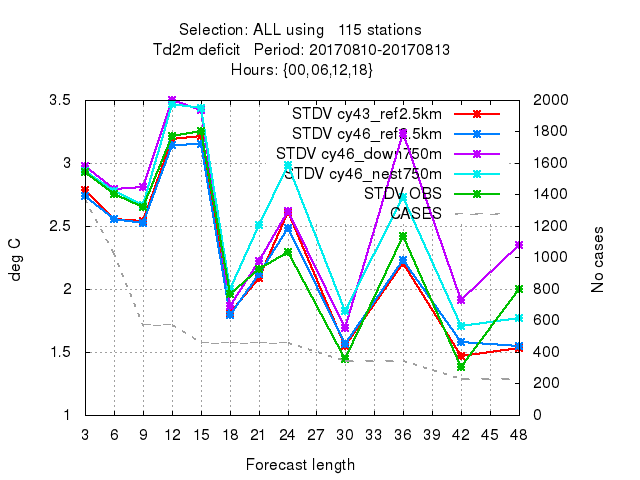 Selection: ALL using   115 stations
Td2m deficit   Period: 20170810-20170813
Hours: {00,06,12,18}
STDV cy43_ref2.5km
STDV cy46_ref2.5km
STDV cy46_down750m
STDV cy46_nest750m
STDV OBS
CASES
3.5
3
2.5
2
1.5
1
deg C
2000
1800
1600
1400
1200
1000
800
600
400
200
0
No cases
3 6 9 12 15 18 21 24 27 30 33 36 39 42 45 48
Forecast length